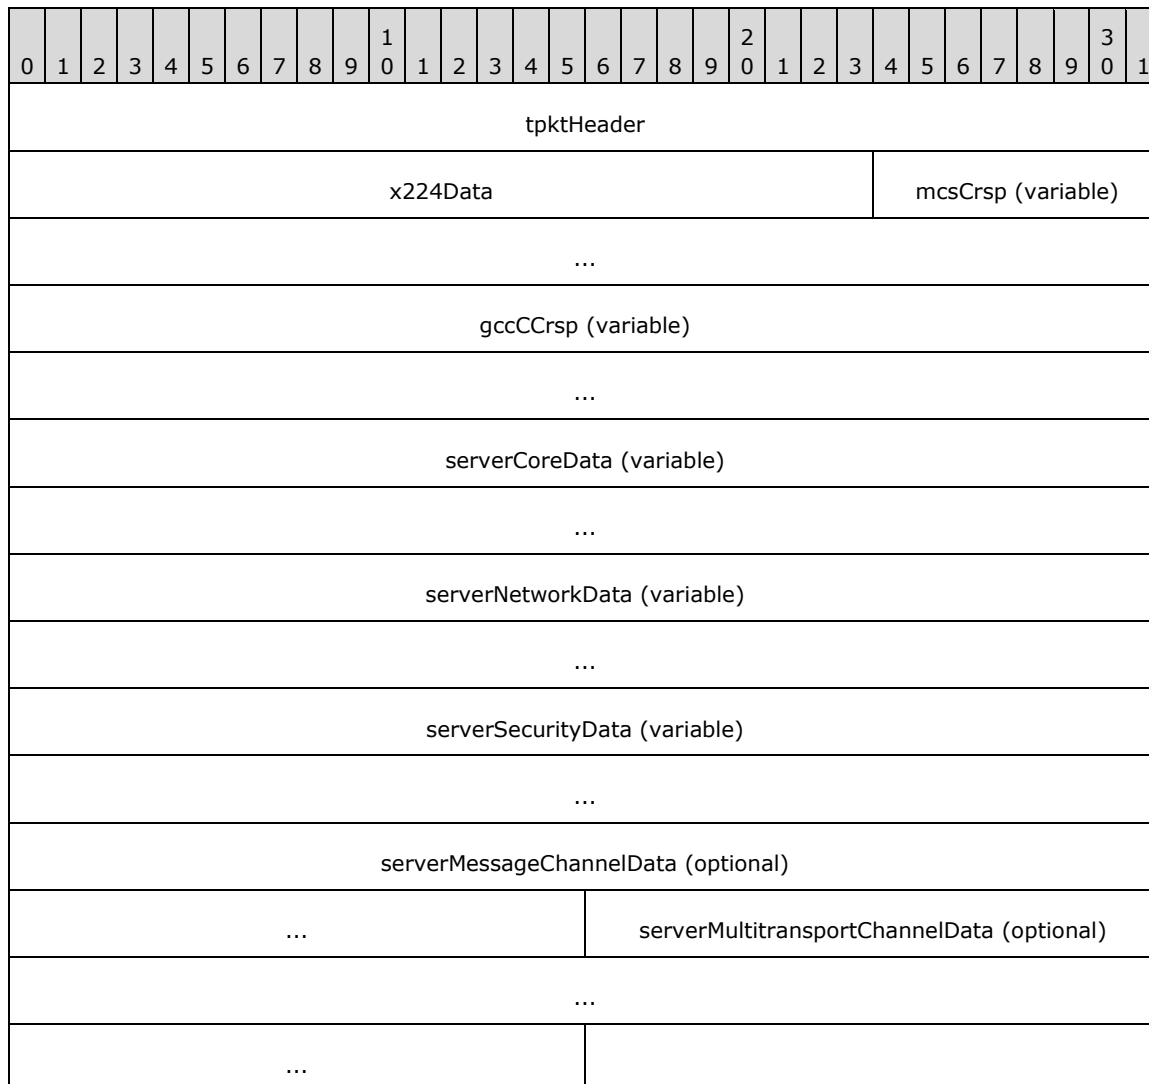 1 2 3
0 1 2 3 4 5 6 7 8 9 0 1 2 3 4 5 6 7 8 9 0 1 2 3 4 5 6 7 8 9 0 1
tpktHeader
x224Data mcsCrsp (variable)
...
gccCCrsp (variable)
...
serverCoreData (variable)
...
serverNetworkData (variable)
...
serverSecurityData (variable)
...
serverMessageChannelData (optional)
... serverMultitransportChannelData (optional)
...
...